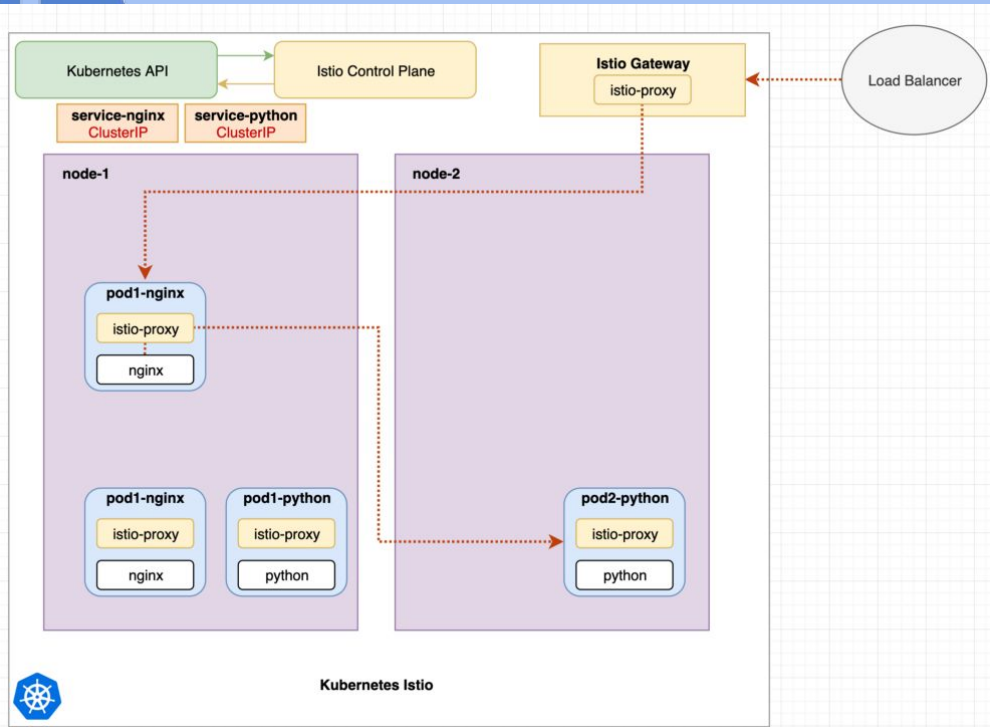 Kubernetes API
Istio Control Plane
Istio Gateway
istio-proxy
Load Balancer
service-nginx
ClusterIP
service-python
ClusterIP
node-1
node-2
pod1-nginx
istio-proxy
nginx
pod1-nginx
istio-proxy
nginx
pod1-python
istio-proxy
python
pod2-python
istio-proxy
python
Kubernetes Istio